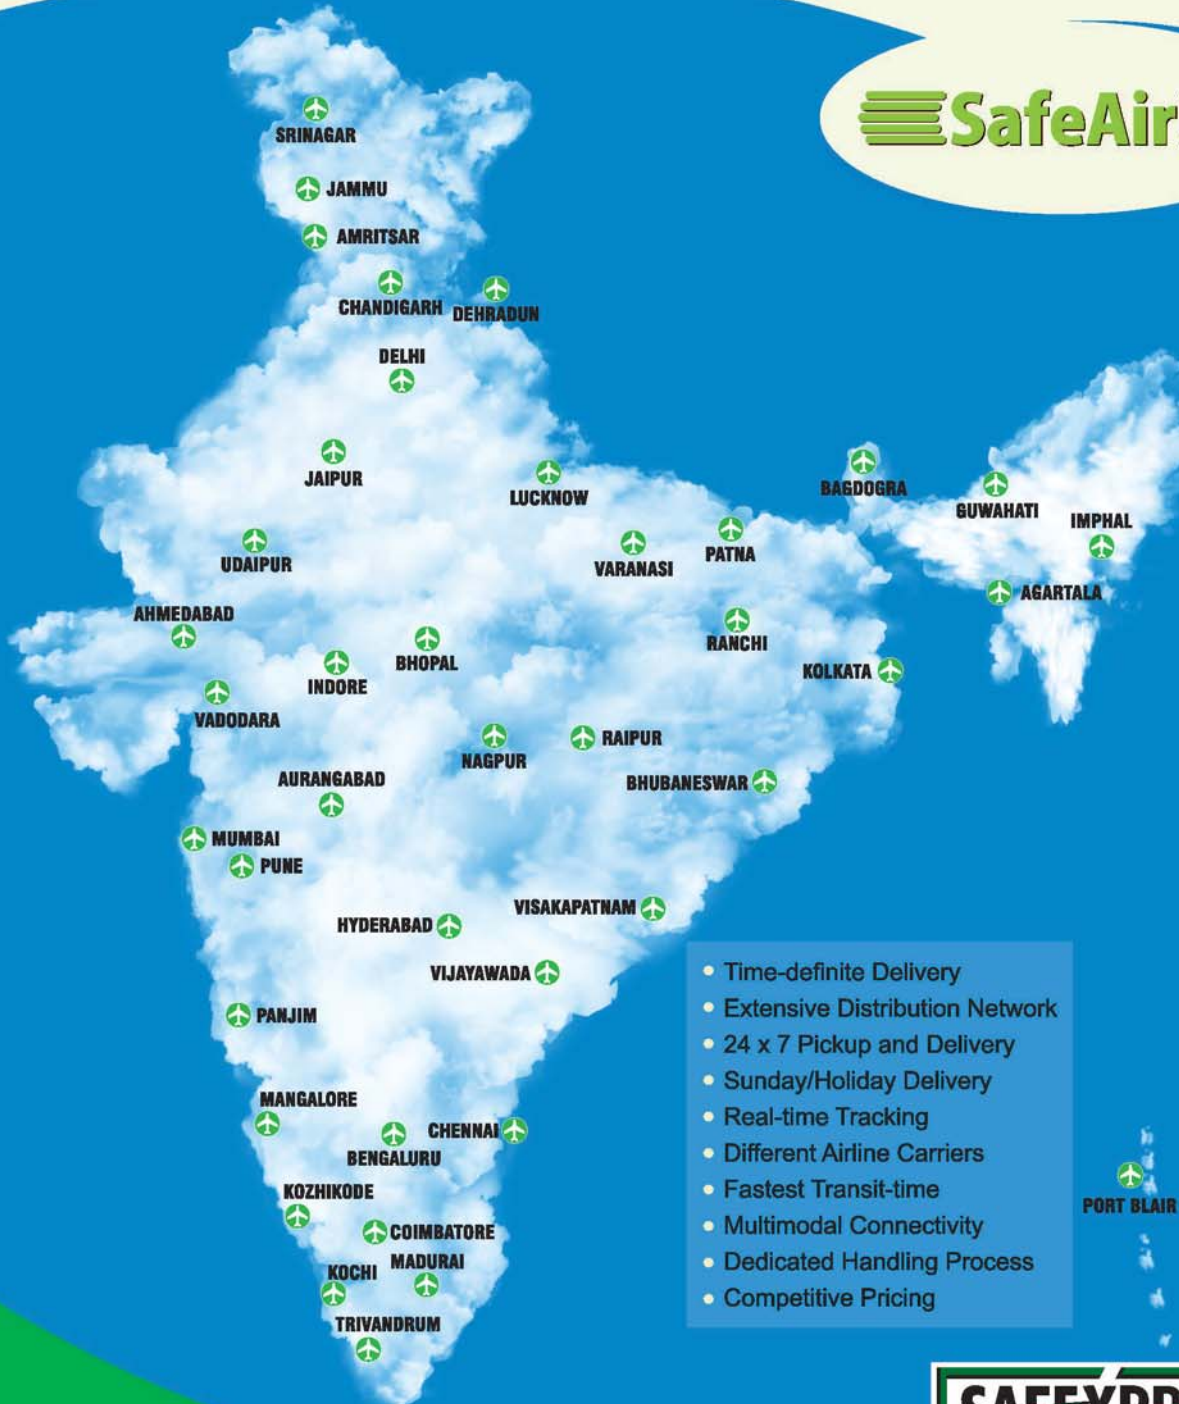 SafeAir
SRINAGAR
JAMMU
AMRITSAR
CHANDIGARH
DEHRADUN
DELHI
JAIPUR
LUCKNOW
BAGDOGRA
GUWAHATI
IMPHAL
UDAIPUR
VARANASI
PATNA
AGARTALA
AHMEDABAD
RANCHI
BHOPAL
KOLKATA
INDORE
VADODARA
NAGPUR
RAIPUR
AURANGABAD
BHUBANESWAR
MUMBAI
PUNE
VISAKAPATNAM
HYDERABAD
VIJAYAWADA
PANJIM
MANGALORE
CHENNAI
BENGALURU
KOZHIKODE
COIMBATORE
MADURAI
KOCHI
TRIVANDRUM
Time-definite Delivery
Extensive Distribution Network
24 x 7 Pickup and Delivery
Sunday/Holiday Delivery
Real-time Tracking
Different Airline Carriers
Fastest Transit-time
Multimodal Connectivity
Dedicated Handling Process
Competitive Pricing
PORT BLAIR